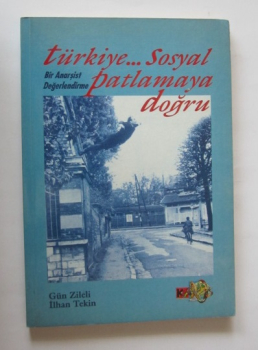 türkiye... Sosyal
Bir Anarşist
Değerlendirme
patlamaya
doğru
Gün Zileli
İlhan Tekin